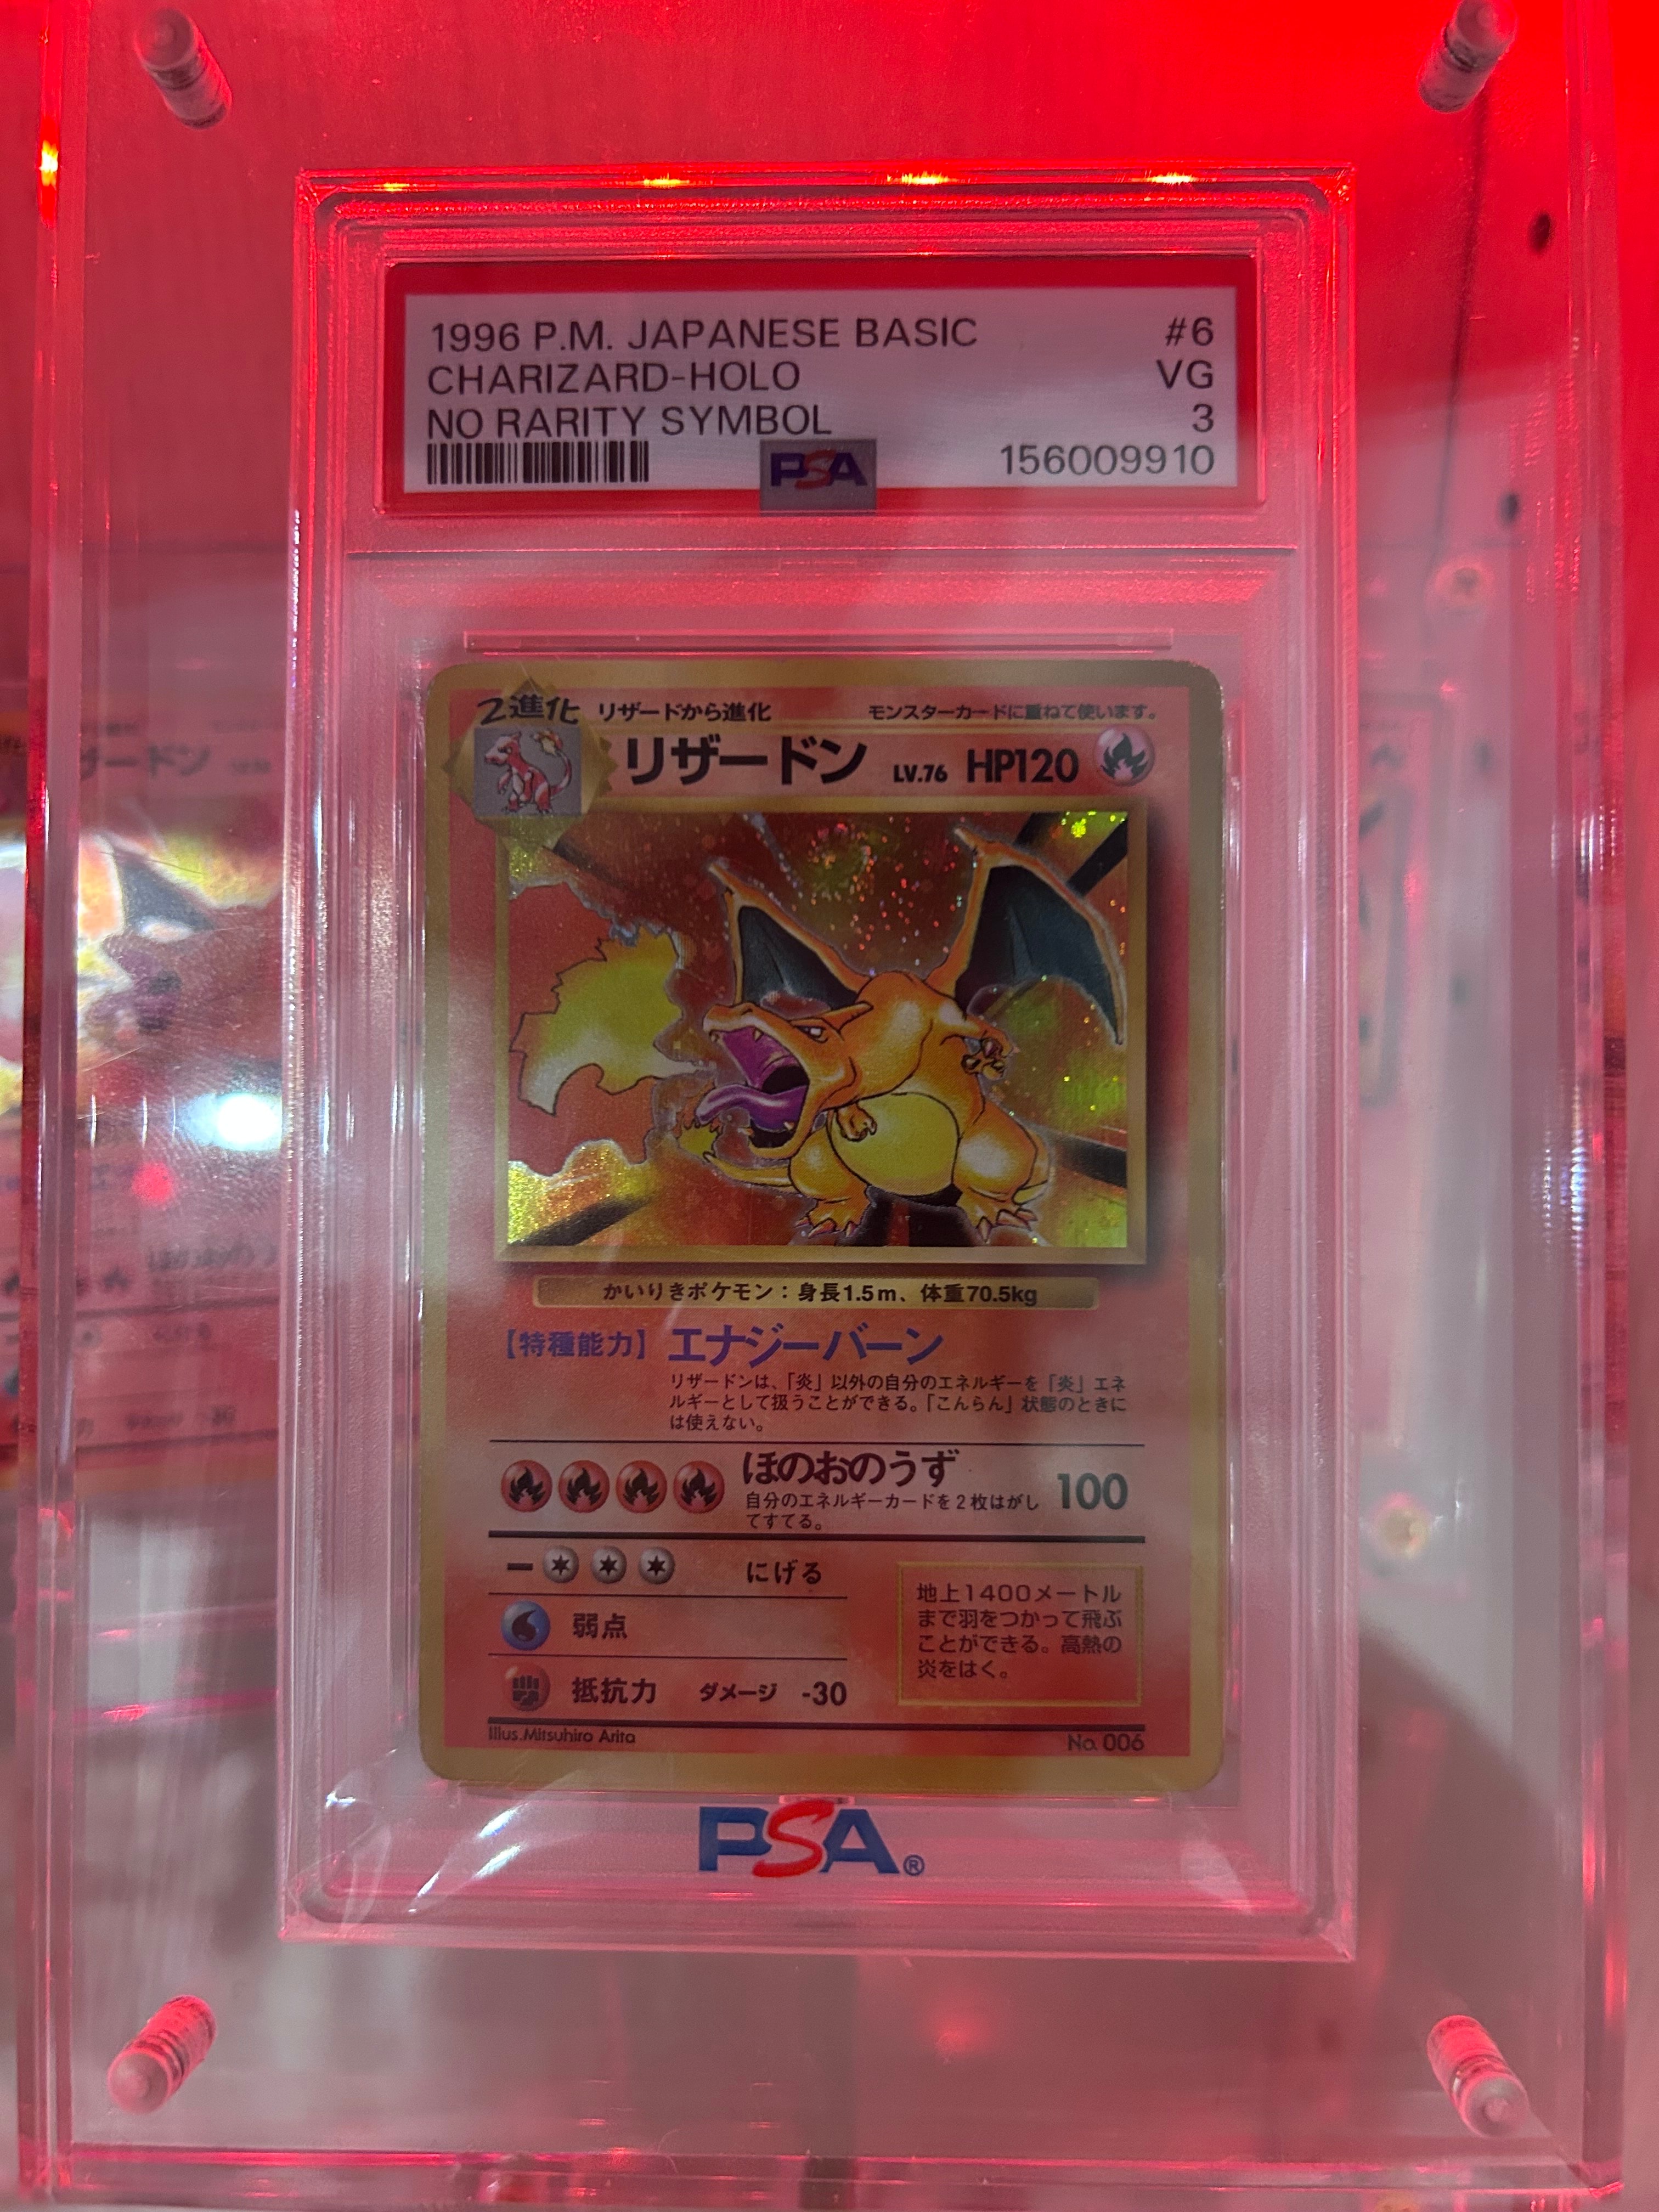 1996 P.M. JAPANESE BASIC #6
CHARIZARD-HOLO VG
NO RARITY SYMBOL 3
PSA 156009910
2進化 リザードから進化 モンスターカードに重ねて使います。
リザードン LV.76 HP120
かいりきポケモン:身長1.5m、体重70.5kg
【特種能力】 エナジーバーン
リザードンは、「炎」以外の自分のエネルギーを「炎」エネ
ルギーとして扱うことができる。「こんらん」状態のときに
は使えない。
ほのおのうず 100
自分のエネルギーカードを2枚はがし
てすてる。
にげる
弱点
抵抗力 ダメージ -30
地上1400メートル
まで羽をつかって飛ぶ
ことができる。高熱の
炎をはく。
Illus.Mitsuhiro Arita No. 006
PSA®